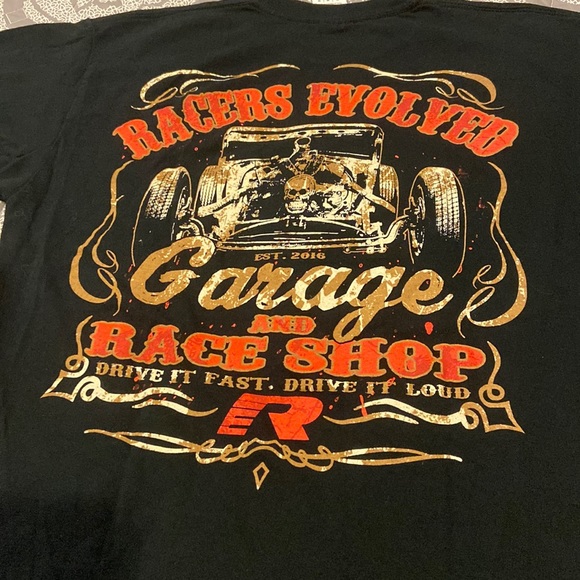 RACERS EVOLVED
EST. 2016
Garage
AND
RACE SHOP
DRIVE IT FAST. DRIVE IT LOUD
R